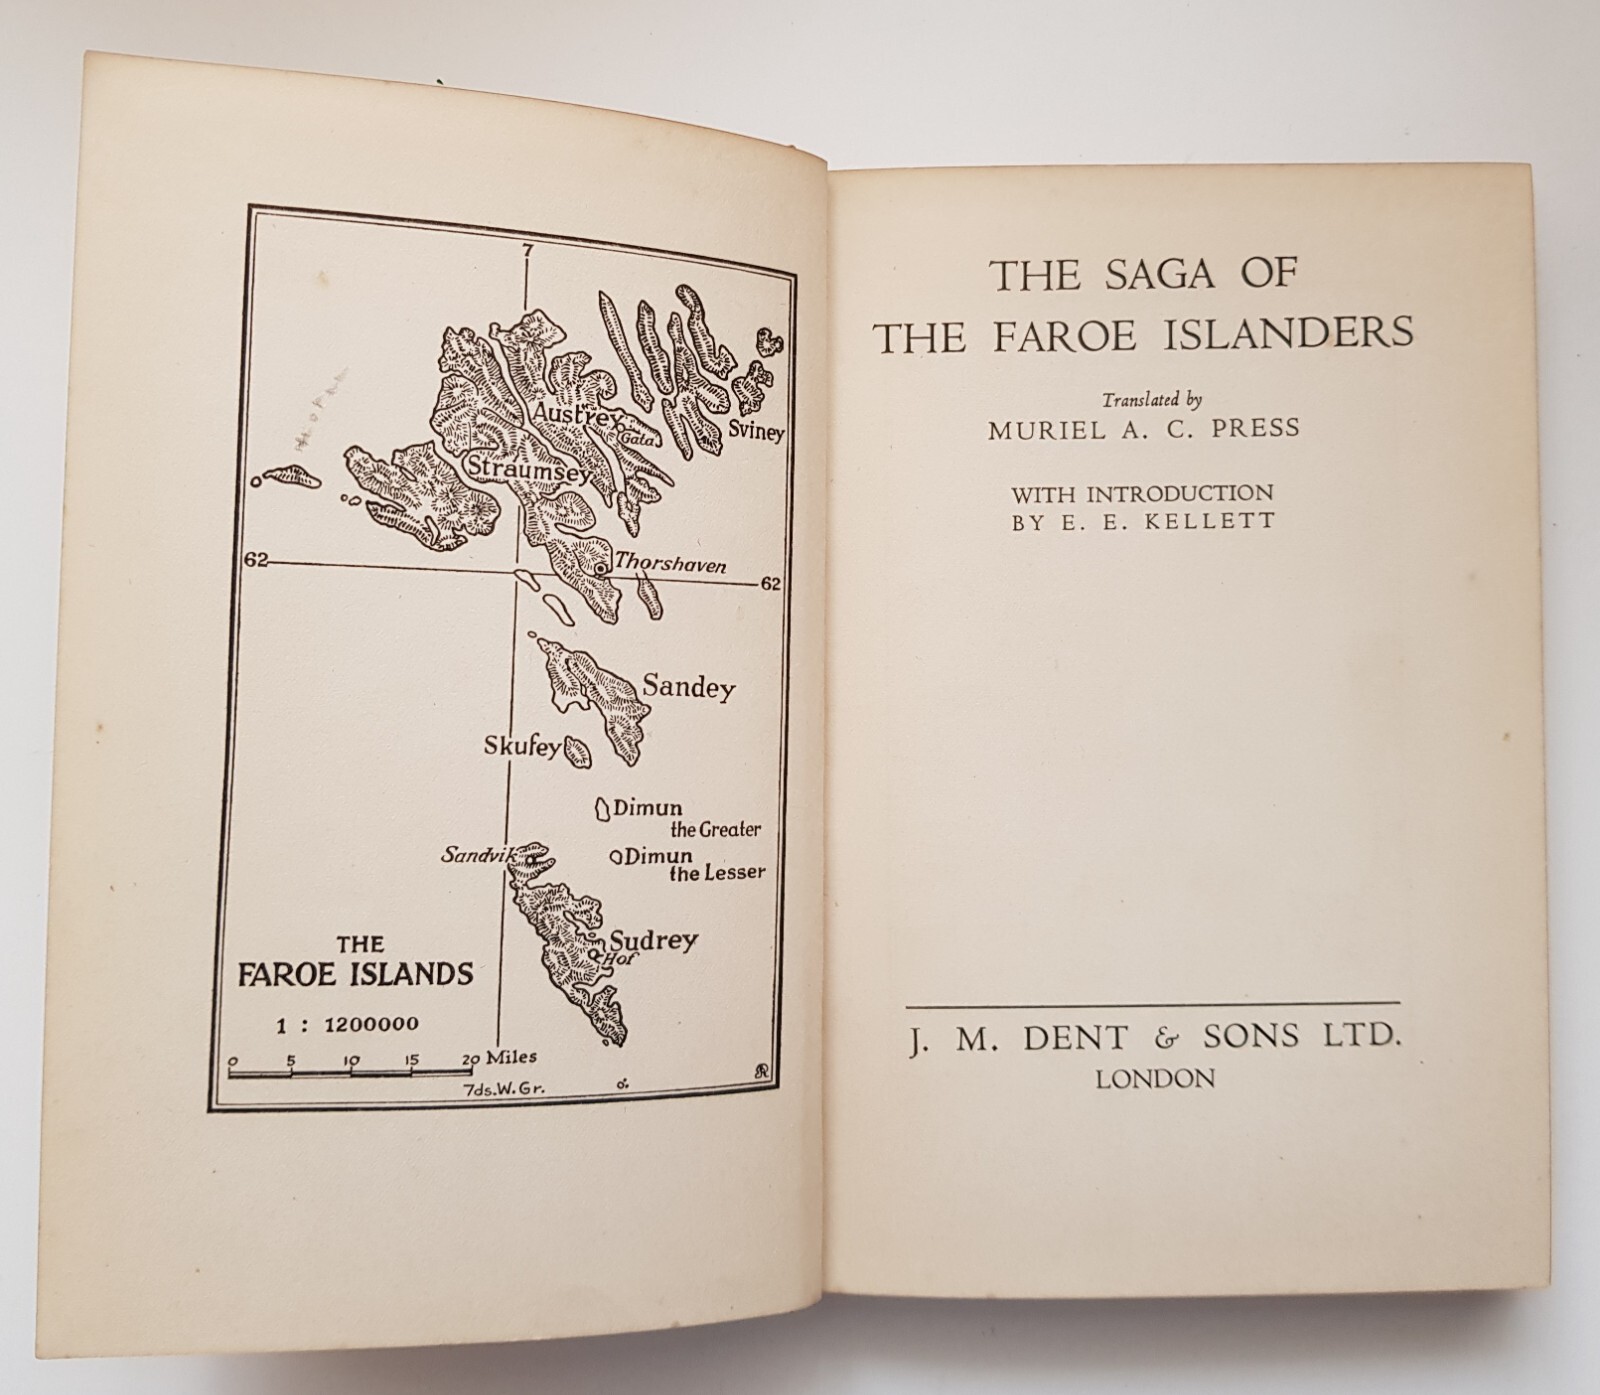 7
Austrey
Gata
Sviney
Straumsey
62
Thorshaven
62
Sandey
Skufey
Dimun
the Greater
Sandvik
Dimun
the Lesser
Sudrey
Hof
THE
FAROE ISLANDS
1 : 1200000
0 5 10 15 20 Miles
7ds.W.Gr.
THE SAGA OF
THE FAROE ISLANDERS
Translated by
MURIEL A. C. PRESS
WITH INTRODUCTION
BY E. E. KELLETT
J. M. DENT & SONS LTD.
LONDON